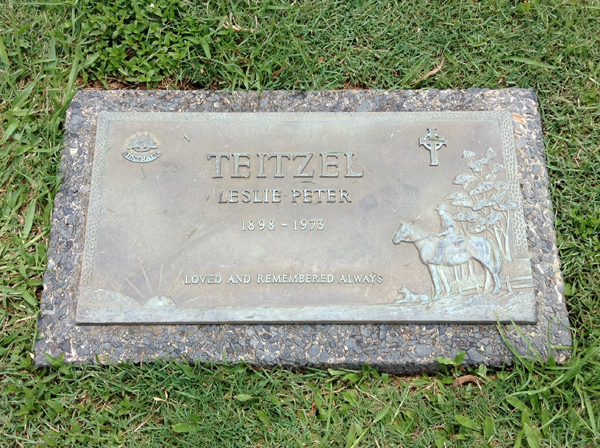 TEITZEL
LESLIE PETER
1898 - 1973
LOVED AND REMEMBERED ALWAYS